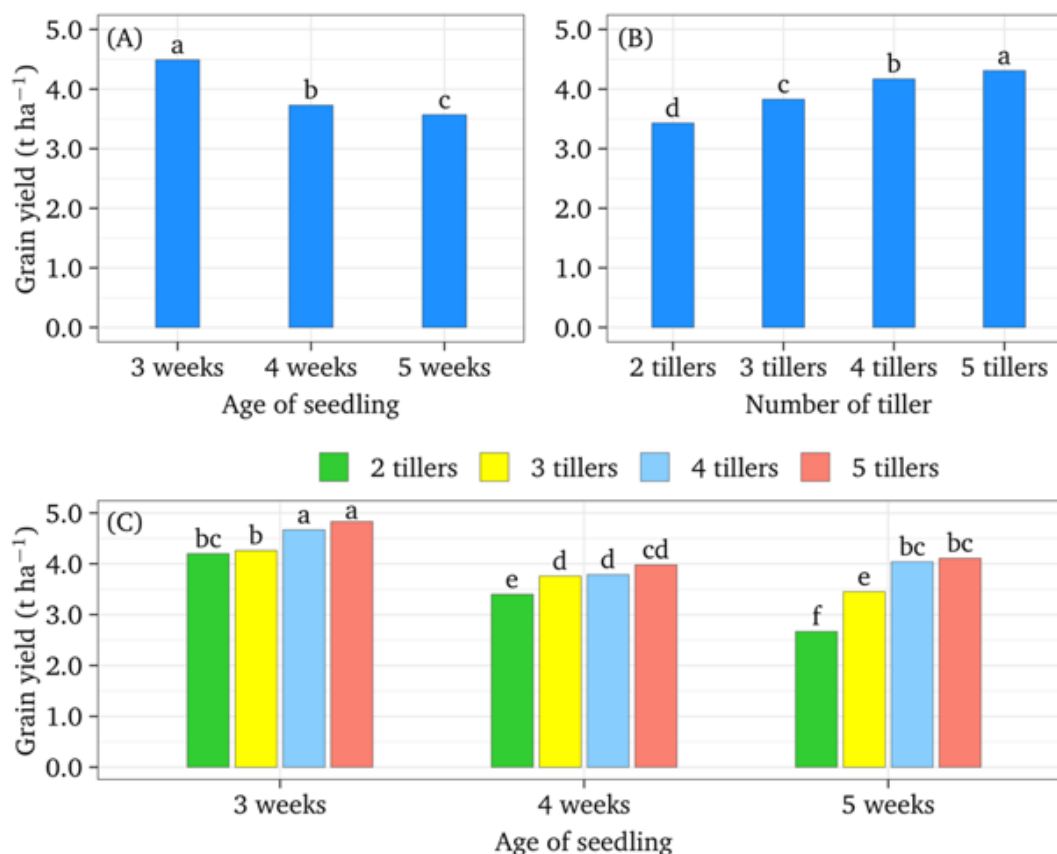 (A)
a
b
c
5.0
4.0
3.0
2.0
1.0
0.0
Grain yield (t ha⁻¹)
3 weeks 4 weeks 5 weeks
Age of seedling
(B)
d
c
b
a
5.0
4.0
3.0
2.0
1.0
0.0
2 tillers 3 tillers 4 tillers 5 tillers
Number of tiller
2 tillers 3 tillers 4 tillers 5 tillers
(C)
bc b a a
e d d cd
f e bc bc
5.0
4.0
3.0
2.0
1.0
0.0
Grain yield (t ha⁻¹)
3 weeks 4 weeks 5 weeks
Age of seedling